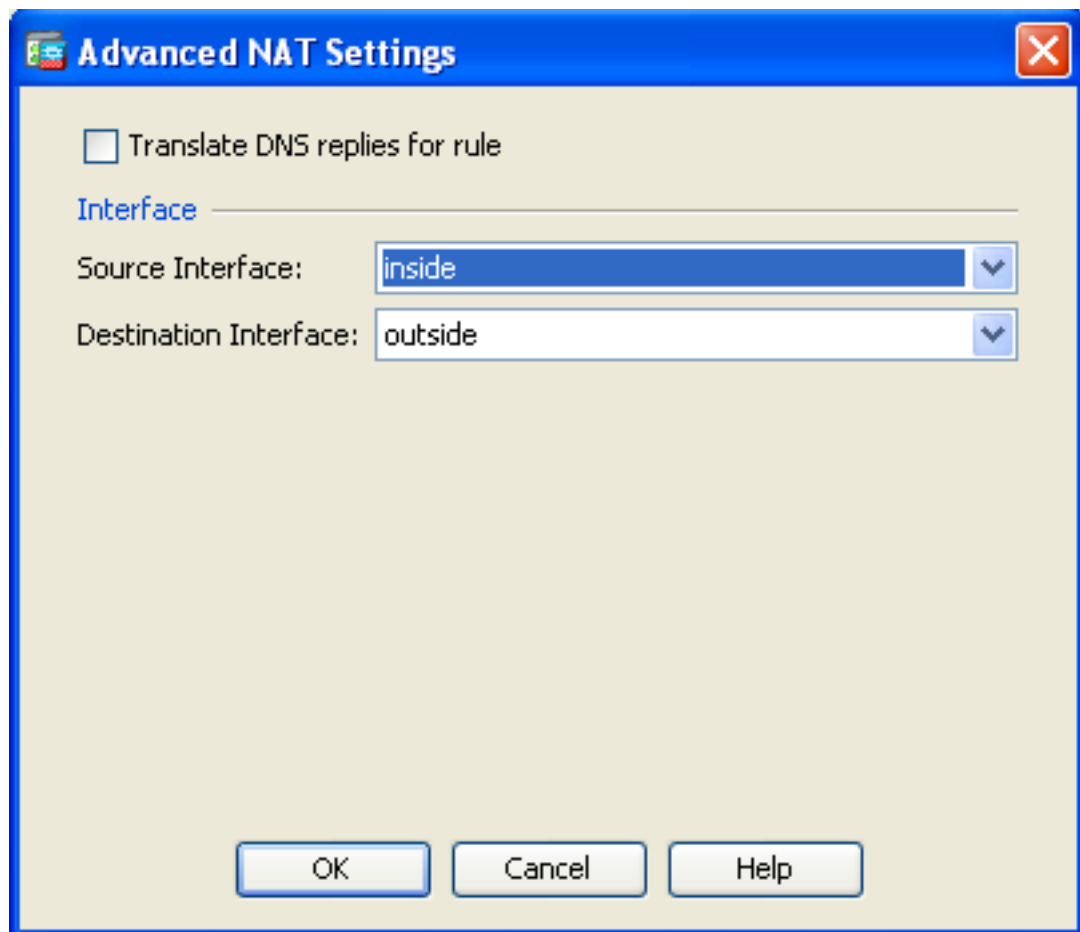 Advanced NAT Settings
Translate DNS replies for rule
Interface
Source Interface: inside
Destination Interface: outside
OK Cancel Help